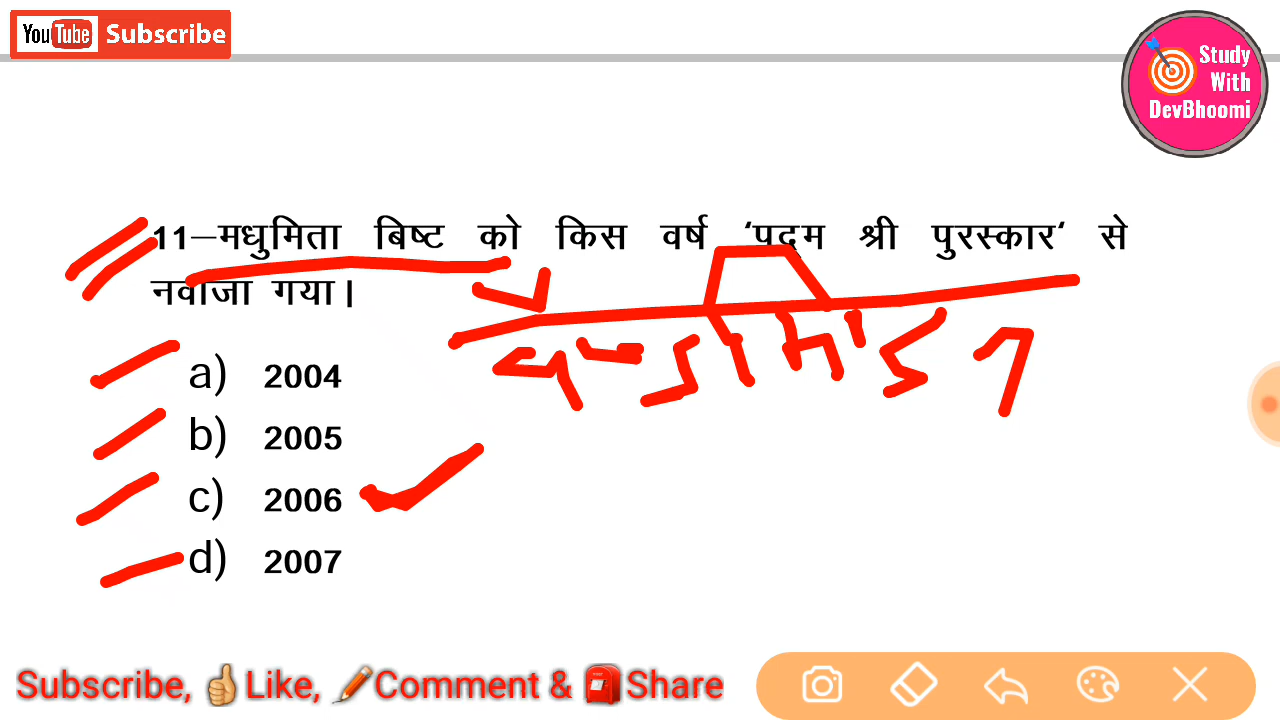 YouTube Subscribe
Study
With
DevBhoomi
11–मधुमिता बिष्ट को किस वर्ष ‘पद्म श्री पुरस्कार‘ से
नवाजा गया।
a) 2004
b) 2005
c) 2006
d) 2007
Subscribe, Like, Comment & Share